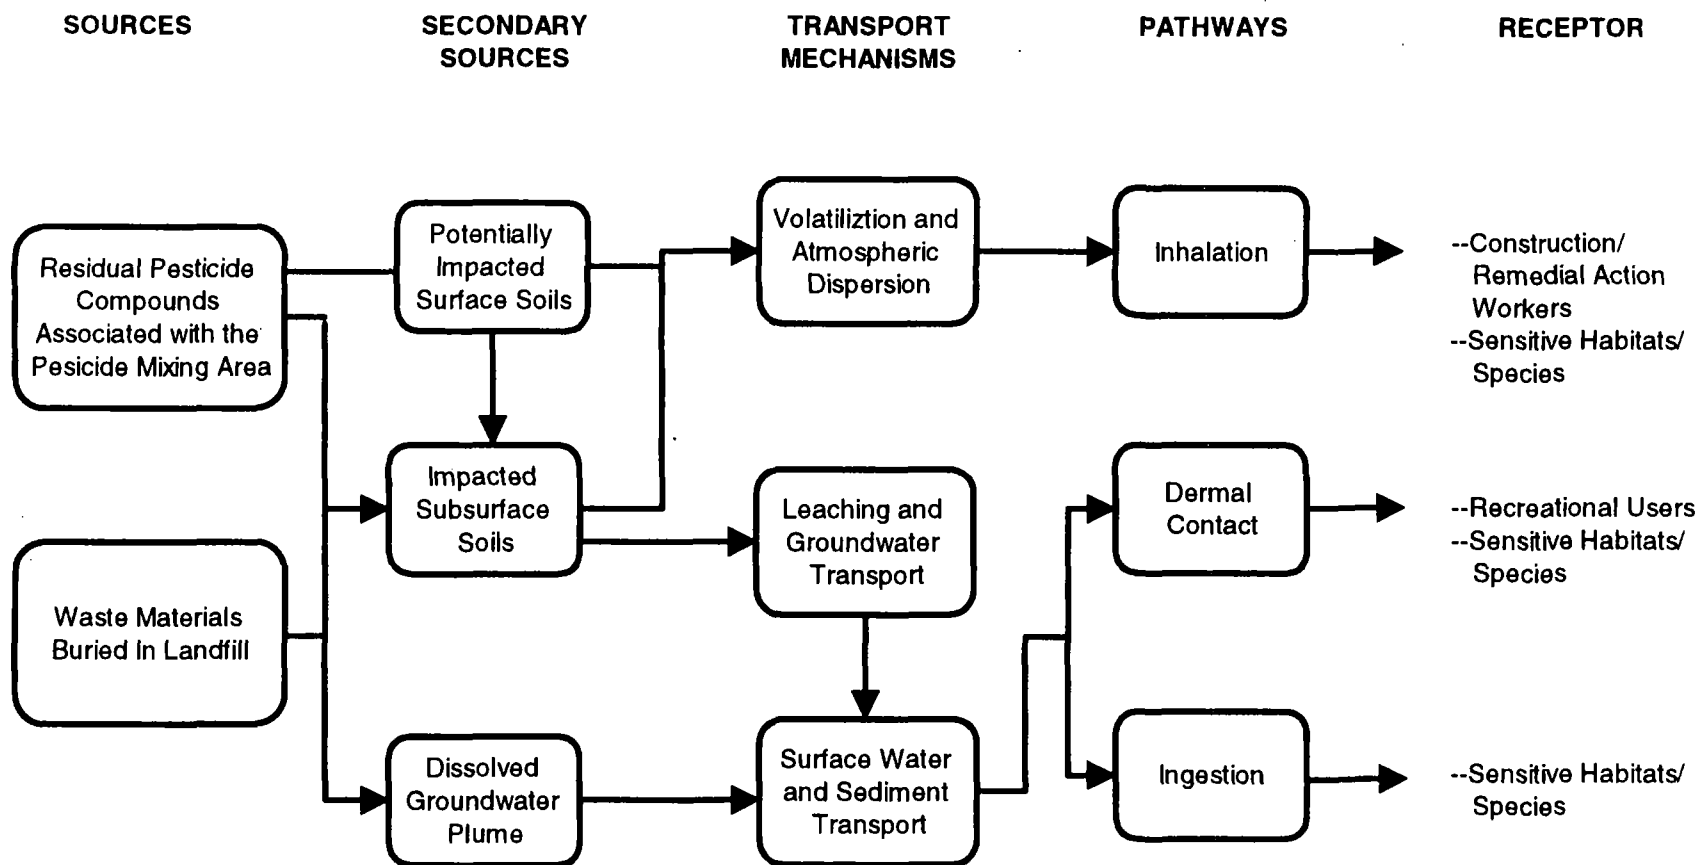 SOURCES
SECONDARY
SOURCES
TRANSPORT
MECHANISMS
PATHWAYS
RECEPTOR
Residual Pesticide
Compounds
Associated with the
Pesicide Mixing Area
Potentially
Impacted
Surface Soils
Volatiliztion and
Atmospheric
Dispersion
Inhalation
--Construction/
Remedial Action
Workers
--Sensitive Habitats/
Species
Impacted
Subsurface
Soils
Leaching and
Groundwater
Transport
Dermal
Contact
--Recreational Users
--Sensitive Habitats/
Species
Waste Materials
Buried In Landfill
Dissolved
Groundwater
Plume
Surface Water
and Sediment
Transport
Ingestion
--Sensitive Habitats/
Species